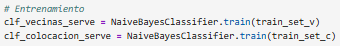 # Entrenamiento
clf_vecinas_serve = NaiveBayesClassifier.train(train_set_v)
clf_colocacion_serve = NaiveBayesClassifier.train(train_set_c)